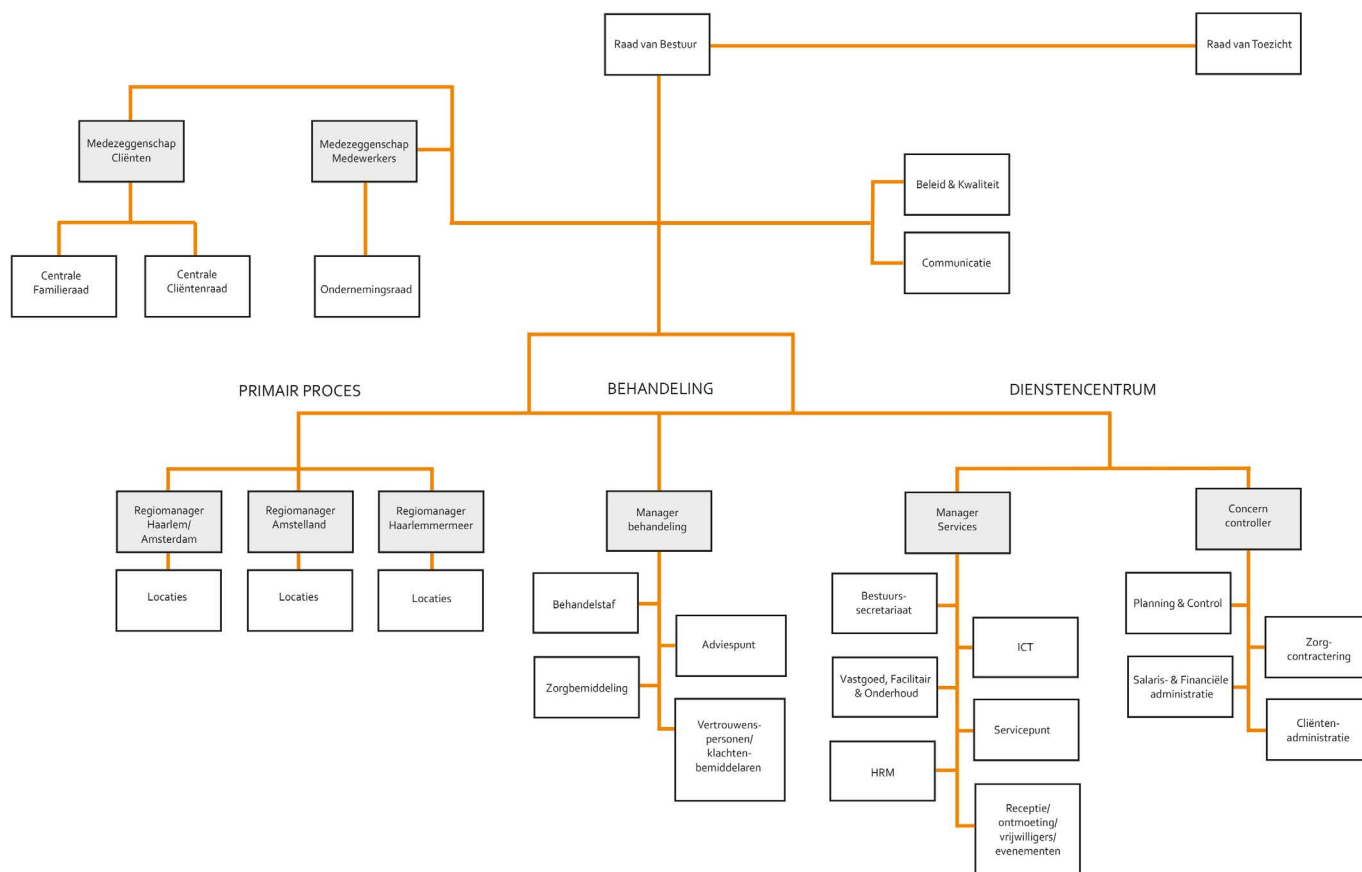 Raad van Bestuur
Raad van Toezicht
Medezeggenschap
Cliënten
Medezeggenschap
Medewerkers
Beleid & Kwaliteit
Communicatie
Centrale
Familieraad
Centrale
Cliëntenraad
Ondernemingsraad
PRIMAIR PROCES
BEHANDELING
DIENSTENCENTRUM
Regiomanager
Haarlem/
Amsterdam
Regiomanager
Amstelland
Regiomanager
Haarlemmermeer
Manager
behandeling
Manager
Services
Concern
controller
Locaties
Locaties
Locaties
Behandelstaf
Adviespunt
Zorgbemiddeling
Vertrouwens-
personen/
klachten-
bemiddelaren
Bestuurs-
secretariaat
ICT
Vastgoed, Facilitair
& Onderhoud
Servicepunt
HRM
Receptie/
ontmoeting/
vrijwilligers/
evenementen
Planning & Control
Zorg-
contractering
Salaris- & Financiële
administratie
Cliënten-
administratie